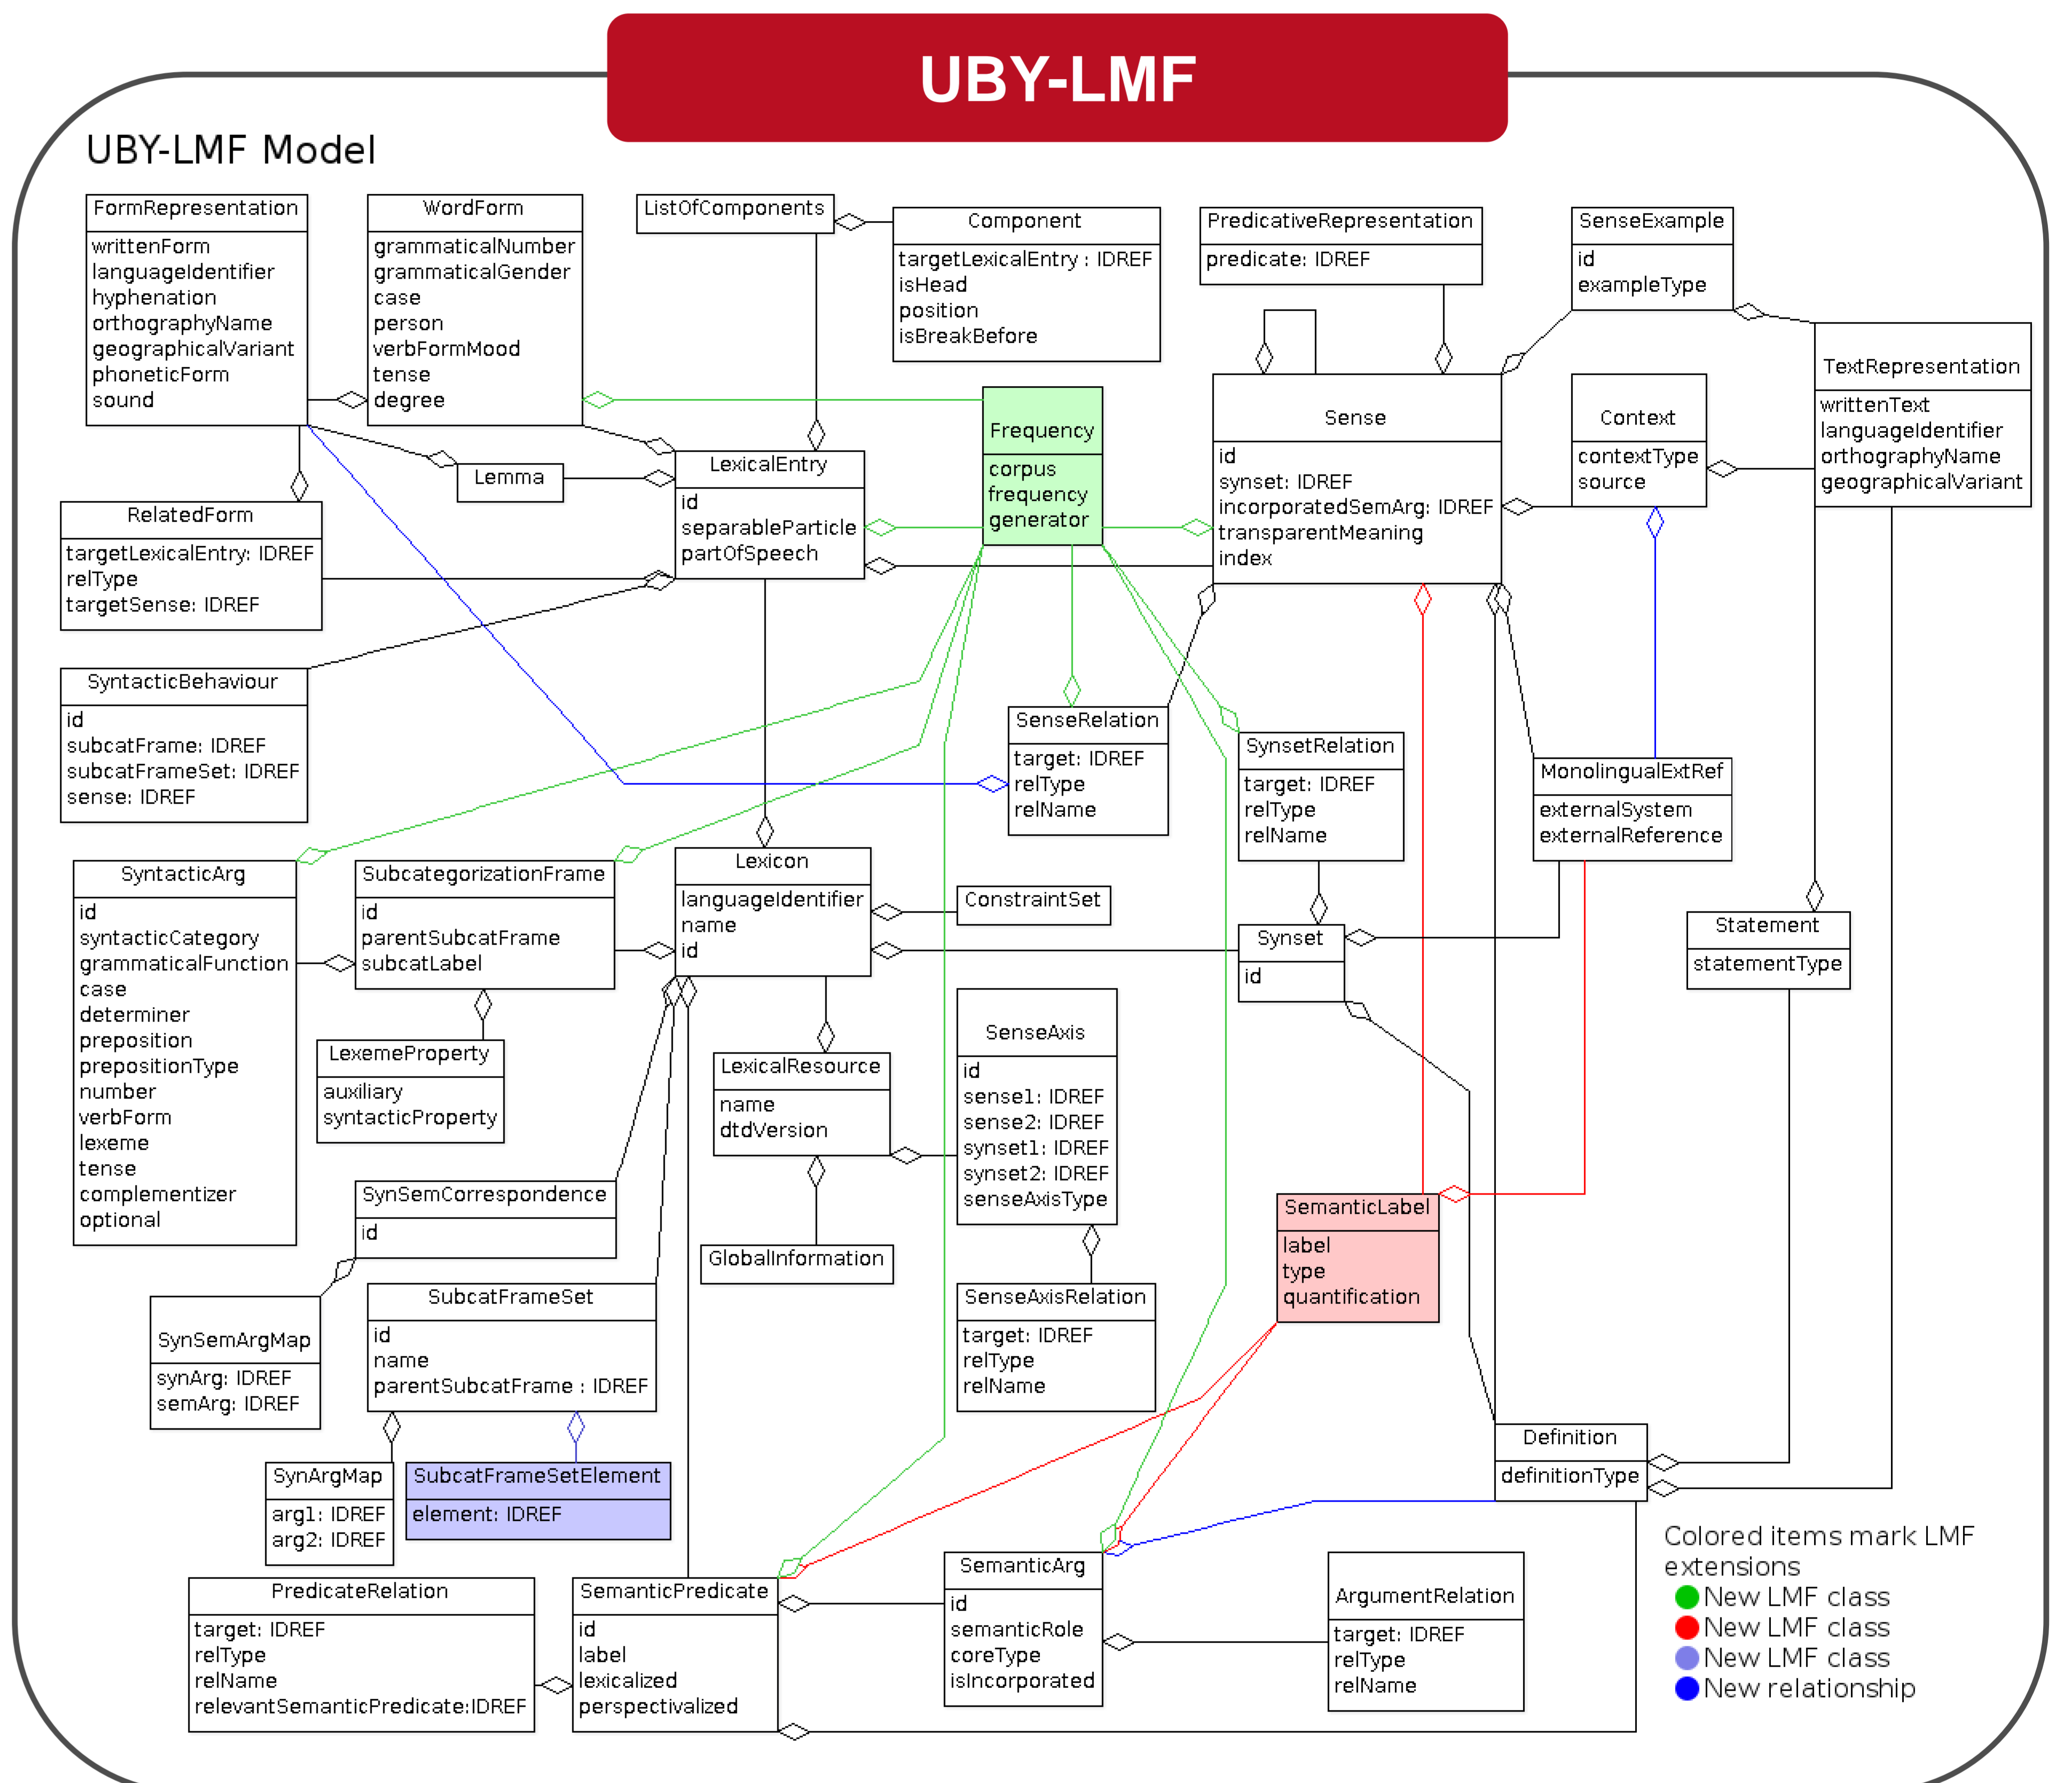 UBY-LMF
UBY-LMF Model
FormRepresentation
writtenForm
languageIdentifier
hyphenation
orthographyName
geographicalVariant
phoneticForm
sound
WordForm
grammaticalNumber
grammaticalGender
case
person
verbFormMood
tense
degree
ListOfComponents
Component
targetLexicalEntry : IDREF
isHead
position
isBreakBefore
PredicativeRepresentation
predicate: IDREF
SenseExample
id
exampleType
TextRepresentation
writtenText
languageIdentifier
orthographyName
geographicalVariant
Frequency
corpus
frequency
generator
Sense
id
synset: IDREF
incorporatedSemArg: IDREF
transparentMeaning
index
Context
contextType
source
Lemma
LexicalEntry
id
separableParticle
partOfSpeech
RelatedForm
targetLexicalEntry: IDREF
relType
targetSense: IDREF
SyntacticBehaviour
id
subcatFrame: IDREF
subcatFrameSet: IDREF
sense: IDREF
SenseRelation
target: IDREF
relType
relName
SynsetRelation
target: IDREF
relType
relName
MonolingualExtRef
externalSystem
externalReference
SyntacticArg
id
syntacticCategory
grammaticalFunction
case
determiner
preposition
prepositionType
number
verbForm
lexeme
tense
complementizer
optional
SubcategorizationFrame
id
parentSubcatFrame
subcatLabel
Lexicon
languageIdentifier
name
id
ConstraintSet
Synset
id
Statement
statementType
LexemeProperty
auxiliary
syntacticProperty
LexicalResource
name
dtdVersion
SenseAxis
id
sense1: IDREF
sense2: IDREF
synset1: IDREF
synset2: IDREF
senseAxisType
SynSemCorrespondence
id
GlobalInformation
SemanticLabel
label
type
quantification
SynSemArgMap
synArg: IDREF
semArg: IDREF
SubcatFrameSet
id
name
parentSubcatFrame : IDREF
SenseAxisRelation
target: IDREF
relType
relName
SynArgMap
arg1: IDREF
arg2: IDREF
SubcatFrameSetElement
element: IDREF
Definition
definitionType
PredicateRelation
target: IDREF
relType
relName
relevantSemanticPredicate:IDREF
SemanticPredicate
id
label
lexicalized
perspectivalized
SemanticArg
id
semanticRole
coreType
isIncorporated
ArgumentRelation
target: IDREF
relType
relName
Colored items mark LMF
extensions
New LMF class
New LMF class
New LMF class
New relationship